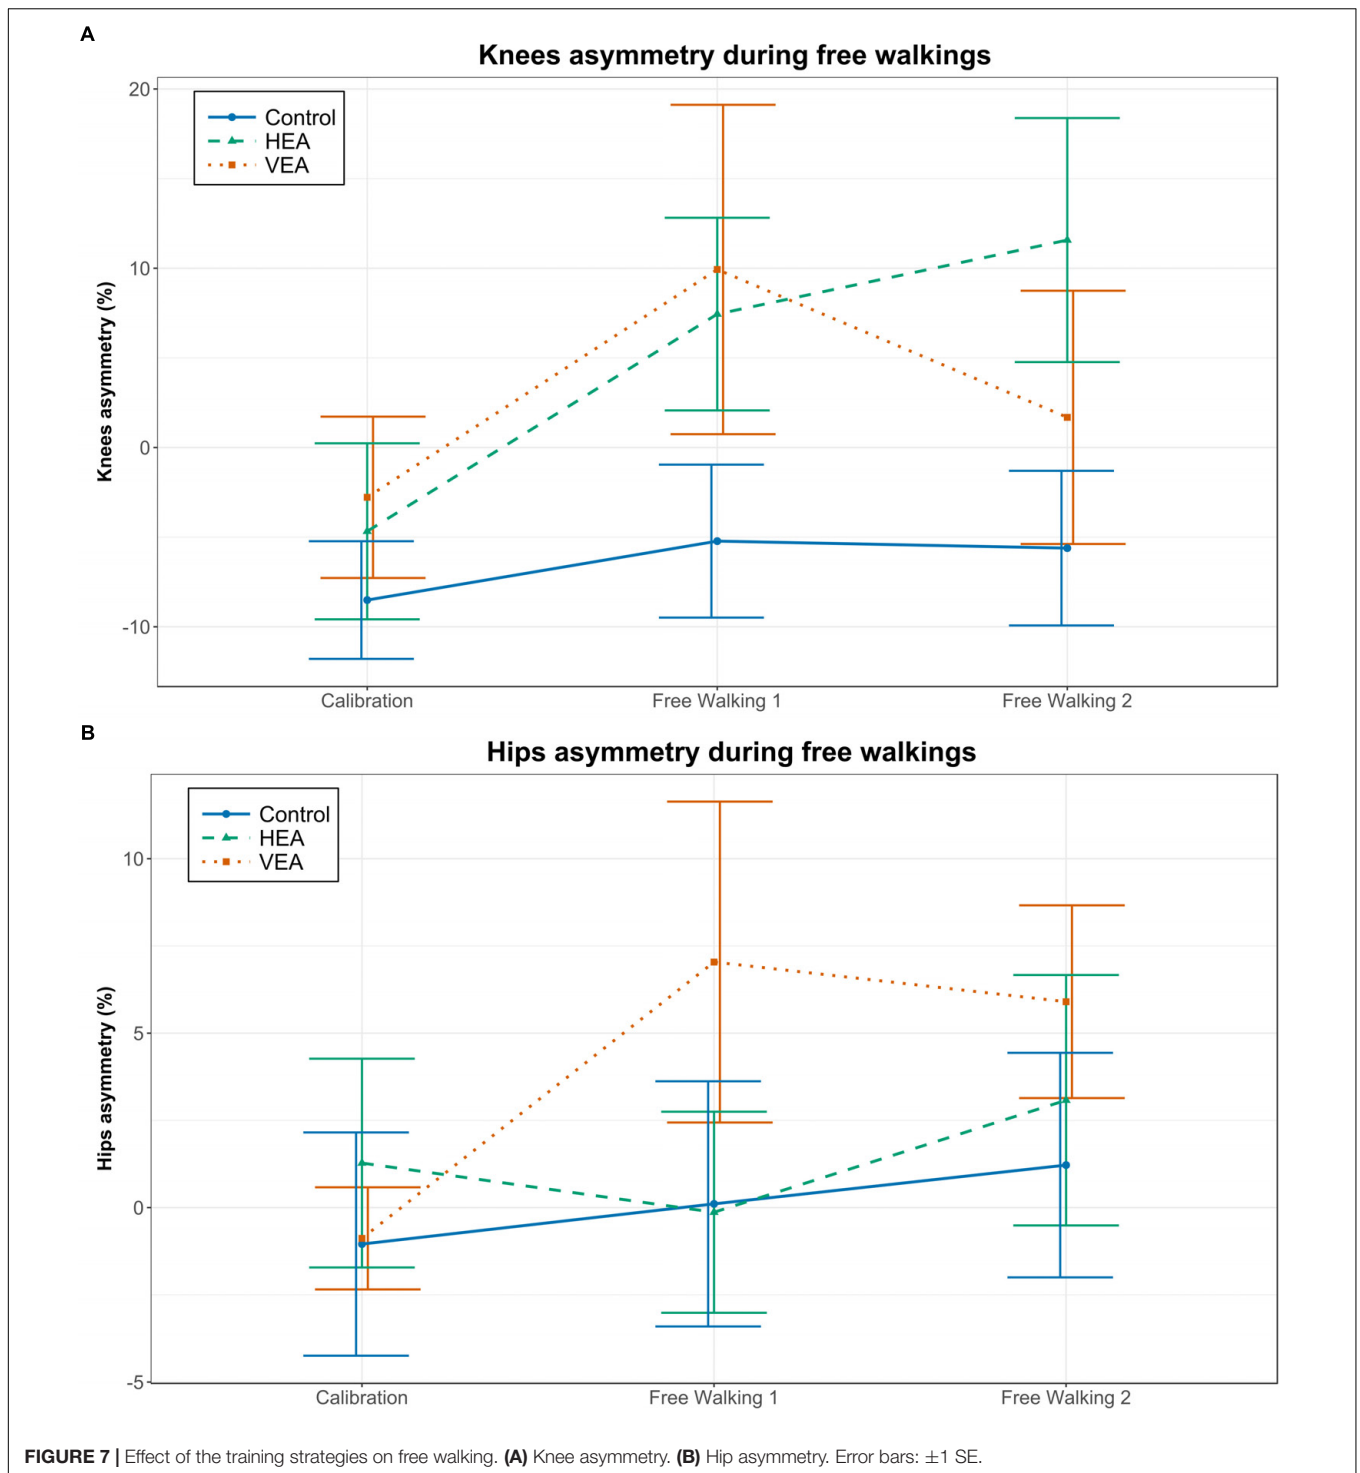 A
Knees asymmetry during free walkings
Control
HEA
VEA
20
10
0
-10
Knees asymmetry (%)
Calibration Free Walking 1 Free Walking 2
B
Hips asymmetry during free walkings
Control
HEA
VEA
10
5
0
-5
Hips asymmetry (%)
Calibration Free Walking 1 Free Walking 2
FIGURE 7 | Effect of the training strategies on free walking. (A) Knee asymmetry. (B) Hip asymmetry. Error bars: ±1 SE.